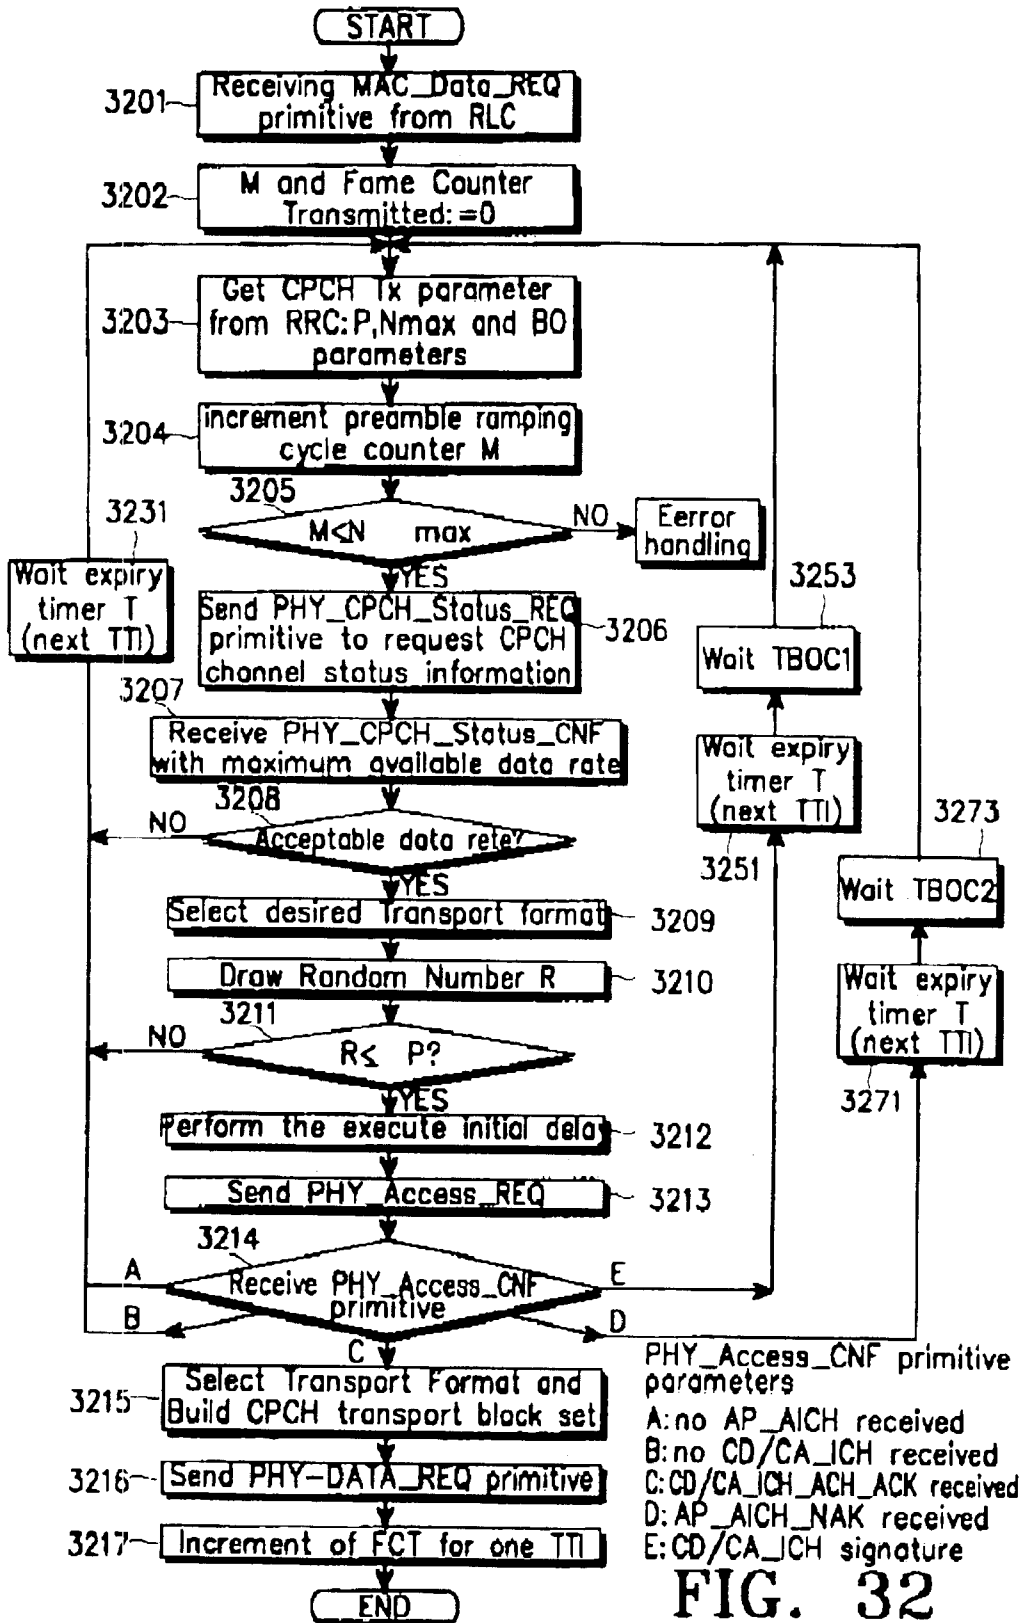 START
3201
Receiving MAC_Data_REQ
primitive from RLC
3202
M and Fame Counter
Transmitted:=0
3203
Get CPCH Tx parameter
from RRC:P,Nmax and BO
parameters
3204
increment preamble ramping
cycle counter M
3205
M<N max
NO
Eerror
handling
YES
3231
Wait expiry
timer T
(next TTI)
Send PHY_CPCH_Status_REQ
primitive to request CPCH
channel status information
3206
3253
Wait TBOC1
3207
Receive PHY_CPCH_Status_CNF
with maximum available data rate
Wait expiry
timer T
(next TTI)
3251
3208
NO
Acceptable data rete?
YES
3273
Wait TBOC2
Select desired Transport format
3209
Draw Random Number R
3210
Wait expiry
timer T
(next TTI)
3271
3211
NO
R≤ P?
YES
Perform the execute initial delay
3212
Send PHY_Access_REQ
3213
3214
A
Receive PHY_Access_CNF
primitive
E
B
D
C
3215
Select Transport Format and
Build CPCH transport block set
3216
Send PHY-DATA_REQ primitive
3217
Increment of FCT for one TTI
END
PHY_Access_CNF primitive
parameters
A:no AP_AICH received
B:no CD/CA_ICH received
C:CD/CA_ICH_ACH_ACK received
D:AP_AICH_NAK received
E:CD/CA_ICH signature
FIG. 32